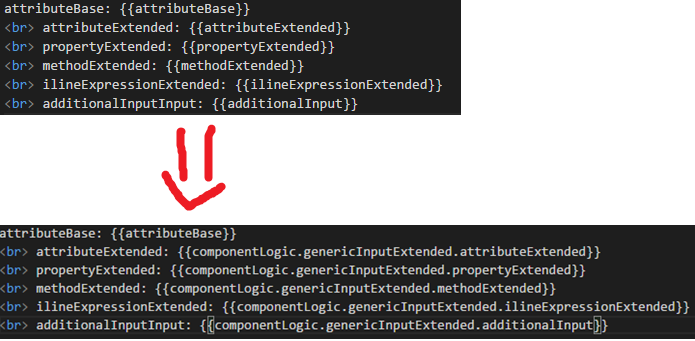 attributeBase: {{attributeBase}}
<br> attributeExtended: {{attributeExtended}}
<br> propertyExtended: {{propertyExtended}}
<br> methodExtended: {{methodExtended}}
<br> ilineExpressionExtended: {{ilineExpressionExtended}}
<br> additionalInputInput: {{additionalInput}}
attributeBase: {{attributeBase}}
<br> attributeExtended: {{componentLogic.genericInputExtended.attributeExtended}}
<br> propertyExtended: {{componentLogic.genericInputExtended.propertyExtended}}
<br> methodExtended: {{componentLogic.genericInputExtended.methodExtended}}
<br> ilineExpressionExtended: {{componentLogic.genericInputExtended.ilineExpressionExtended}}
<br> additionalInputInput: {{componentLogic.genericInputExtended.additionalInput}}